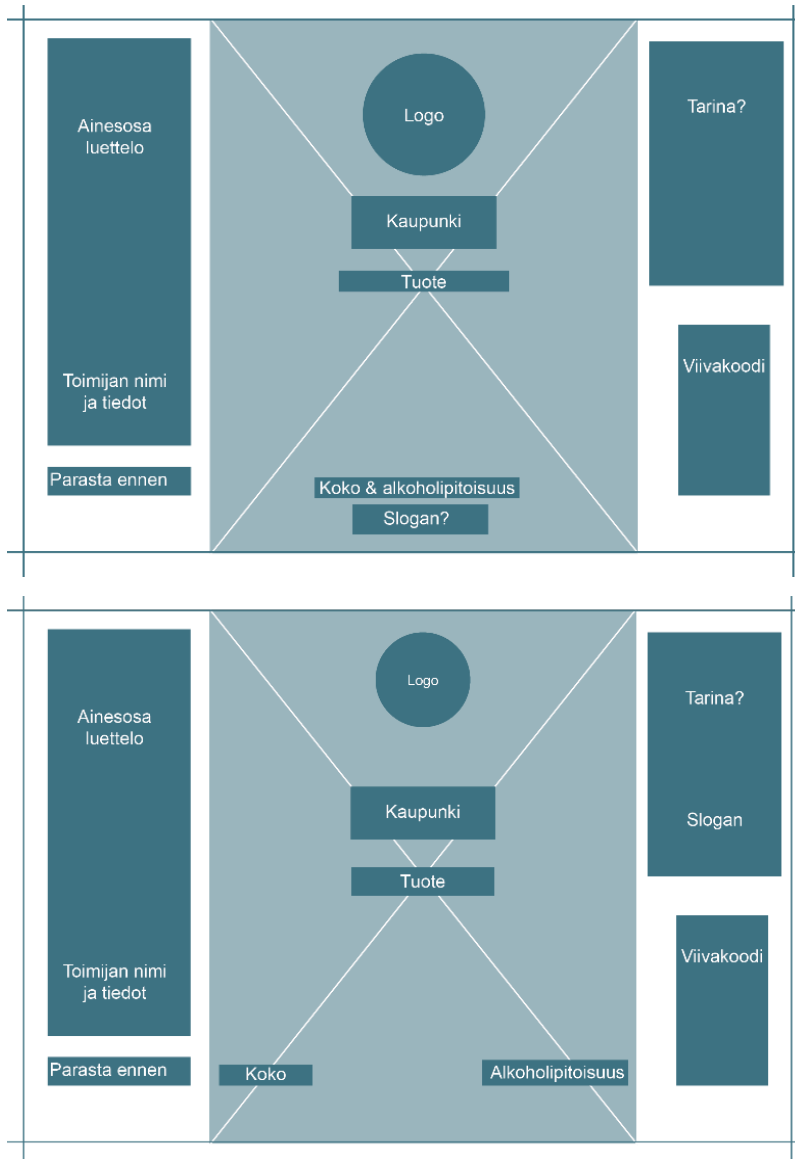 Ainesosa
luettelo
Toimijan nimi
ja tiedot
Parasta ennen
Logo
Kaupunki
Tuote
Koko & alkoholipitoisuus
Slogan?
Tarina?
Viivakoodi
Ainesosa
luettelo
Toimijan nimi
ja tiedot
Parasta ennen
Logo
Kaupunki
Tuote
Koko
Alkoholipitoisuus
Tarina?
Slogan
Viivakoodi